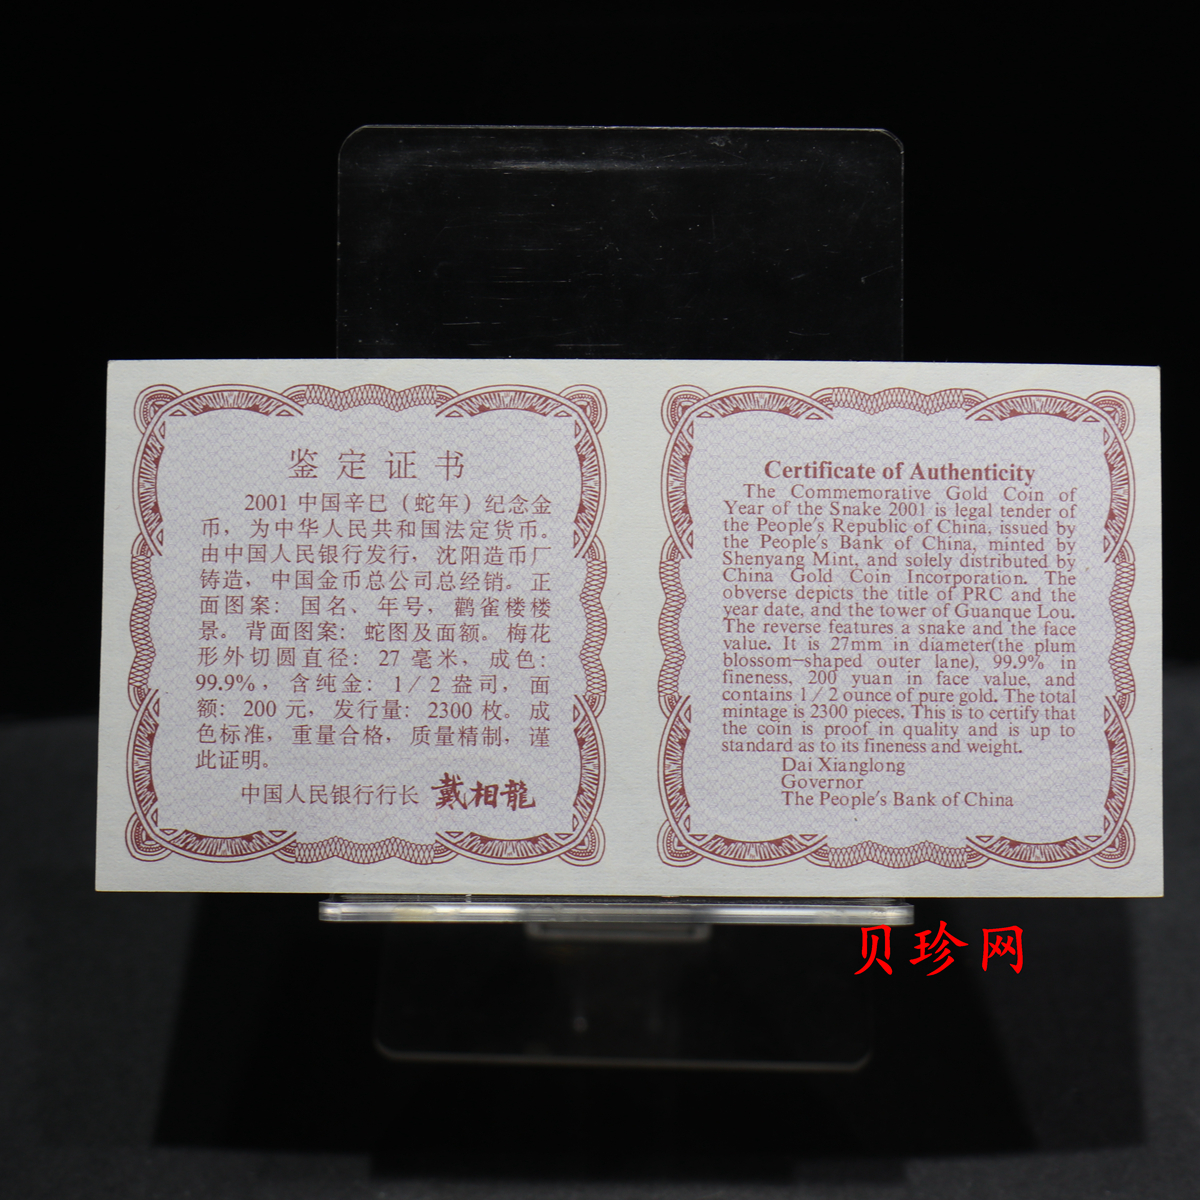 鉴定证书
2001中国辛巳（蛇年）纪念金
币，为中华人民共和国法定货币。
由中国人民银行发行，沈阳造币厂
铸造，中国金币总公司总经销。正
面图案：国名、年号，鹳雀楼楼
景。背面图案：蛇图及面额。梅花
形外切圆直径：27毫米，成色：
99.9%，含纯金：1/2盎司，面
额：200元，发行量：2300枚。成
色标准，重量合格，质量精制，谨
此证明。
中国人民银行行长 戴相龍
Certificate of Authenticity
The Commemorative Gold Coin of
Year of the Snake 2001 is legal tender of
the People's Republic of China, issued by
the People's Bank of China, minted by
Shenyang Mint, and solely distributed by
China Gold Coin Incorporation. The
obverse depicts the title of PRC and the
year date, and the tower of Guanque Lou.
The reverse features a snake and the face
value. It is 27mm in diameter(the plum
blossom-shaped outer lane), 99.9% in
fineness, 200 yuan in face value, and
contains 1/2 ounce of pure gold. The total
mintage is 2300 pieces. This is to certify that
the coin is proof in quality and is up to
standard as to its fineness and weight.
Dai Xianglong
Governor
The People's Bank of China
贝珍网